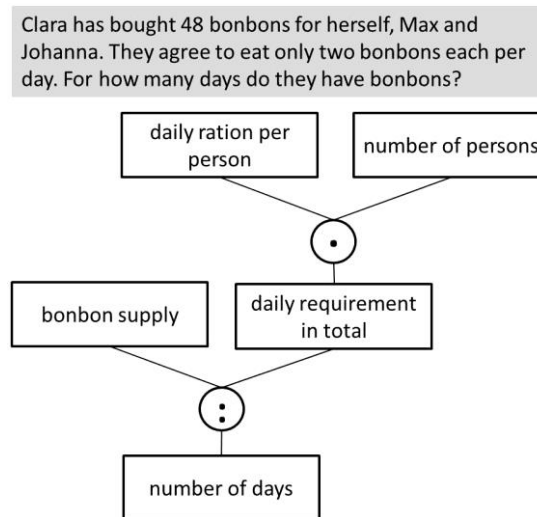 Clara has bought 48 bonbons for herself, Max and
Johanna. They agree to eat only two bonbons each per
day. For how many days do they have bonbons?
daily ration per
person
number of persons
·
bonbon supply
daily requirement
in total
:
number of days